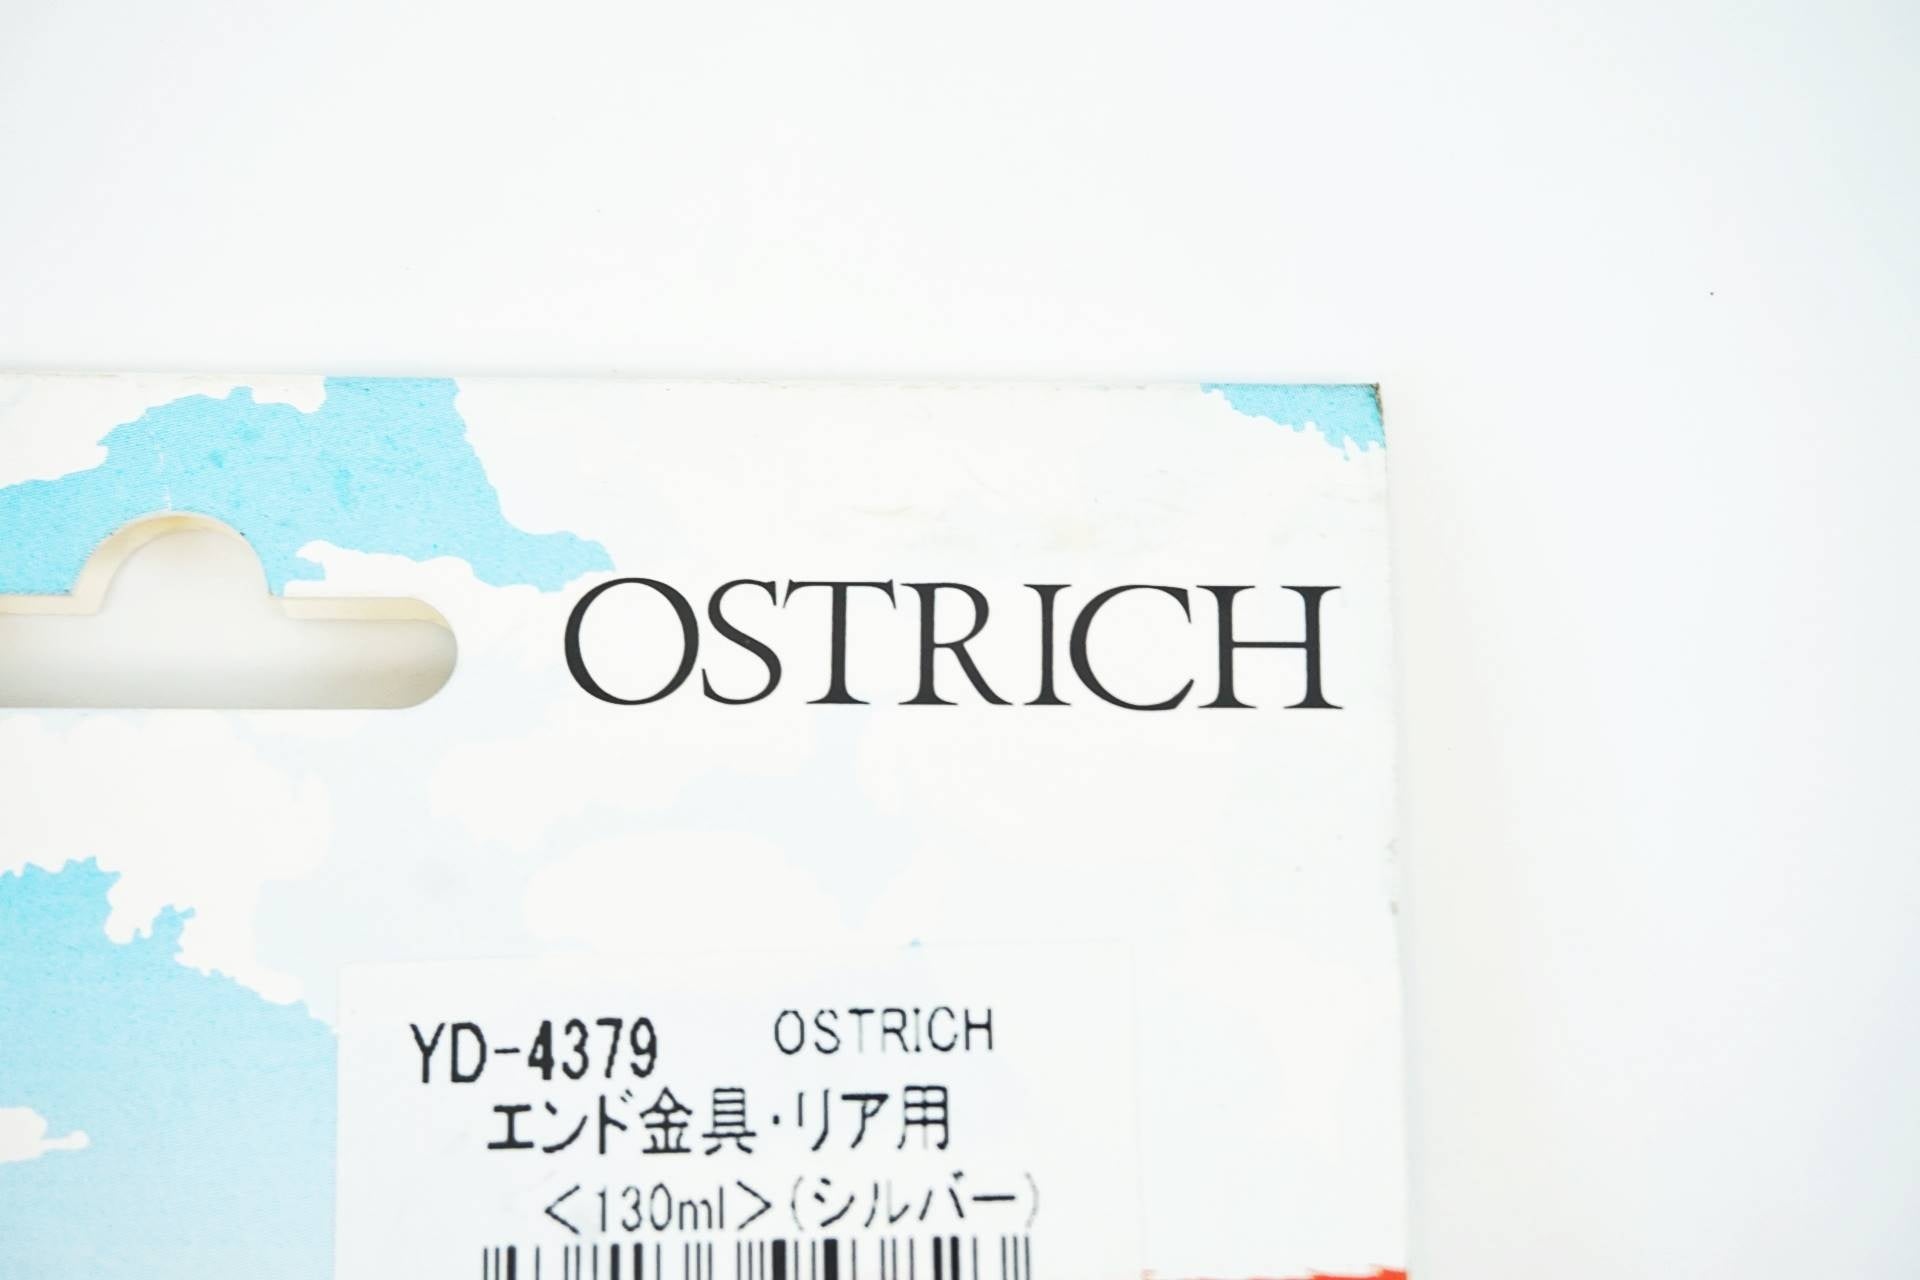 OSTRICH
YD-4379 OSTRICH
エンド金具・リア用
<130ml>(シルバー)